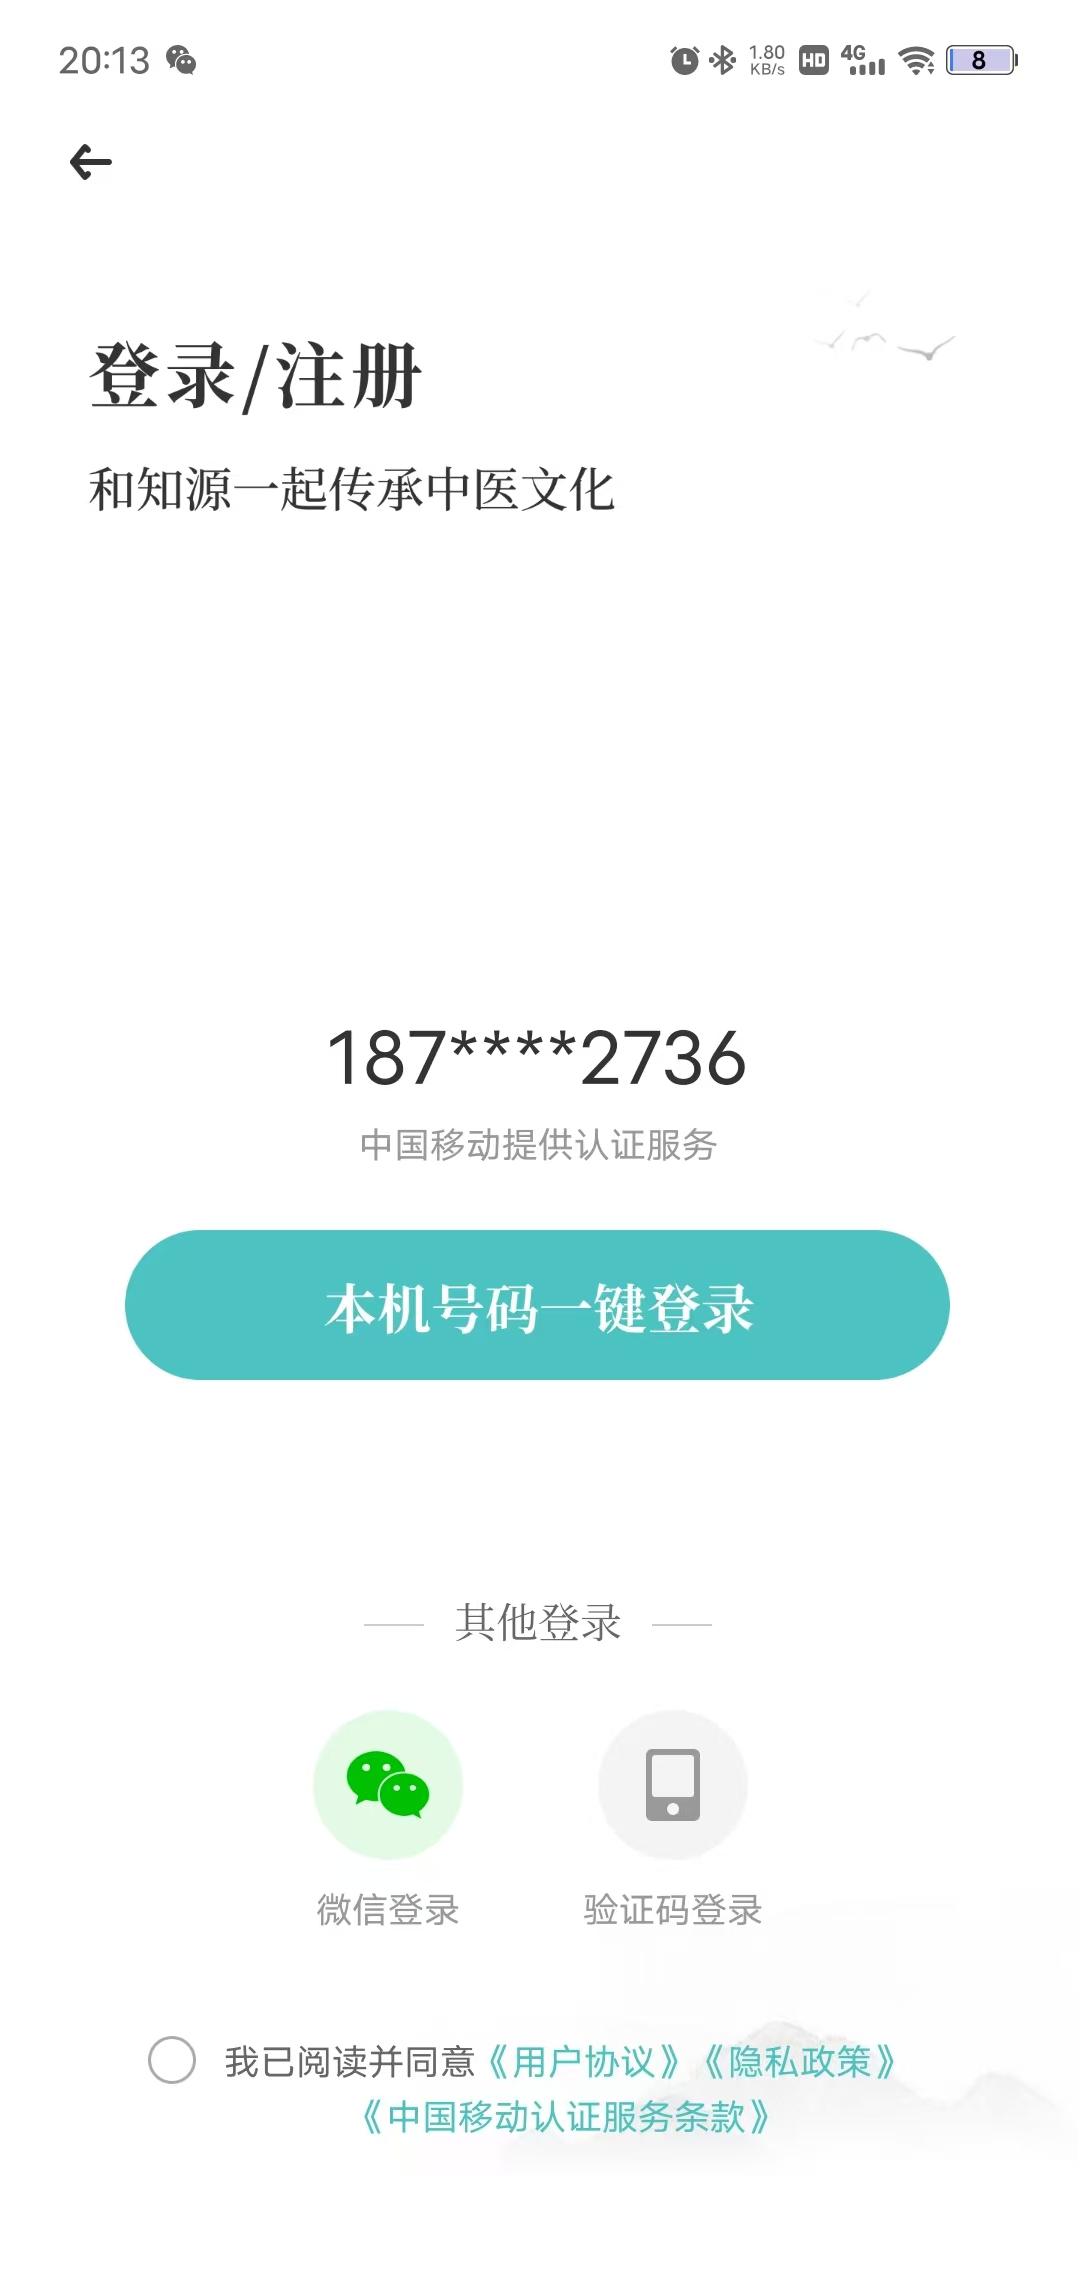 20:13
1.80
KB/s
HD
4G
8
登录/注册
和知源一起传承中医文化
187****2736
中国移动提供认证服务
本机号码一键登录
其他登录
微信登录
验证码登录
我已阅读并同意《用户协议》《隐私政策》
《中国移动认证服务条款》